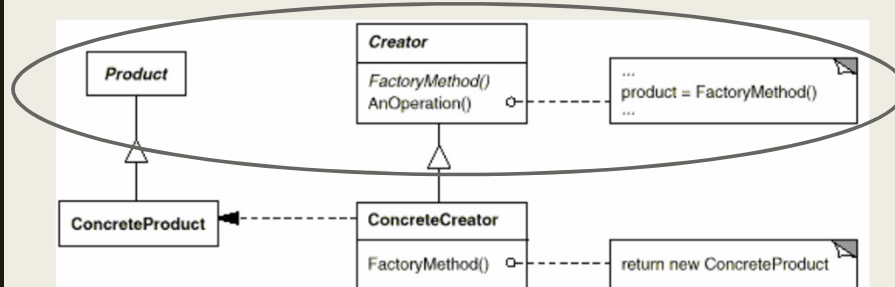 Creator
Product
FactoryMethod()
AnOperation()
...
product = FactoryMethod()
...
ConcreteProduct
ConcreteCreator
FactoryMethod()
return new ConcreteProduct